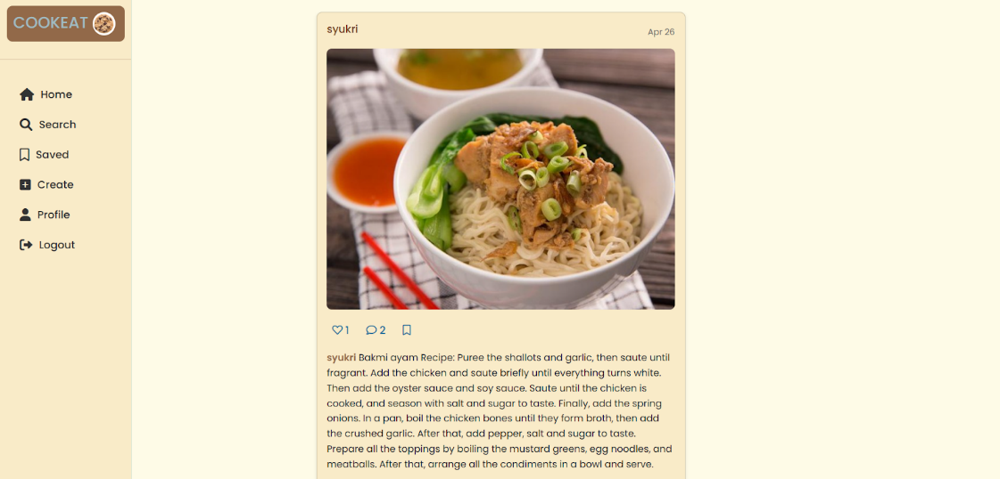 COOKEAT
Home
Search
Saved
Create
Profile
Logout
syukri
Apr 26
1
2
syukri Bakmi ayam Recipe: Puree the shallots and garlic, then saute until
fragrant. Add the chicken and saute briefly until everything turns white.
Then add the oyster sauce and soy sauce. Saute until the chicken is
cooked, and season with salt and sugar to taste. Finally, add the spring
onions. In a pan, boil the chicken bones until they form broth, then add
the crushed garlic. After that, add pepper, salt and sugar to taste.
Prepare all the toppings by boiling the mustard greens, egg noodles, and
meatballs. After that, arrange all the condiments in a bowl and serve.